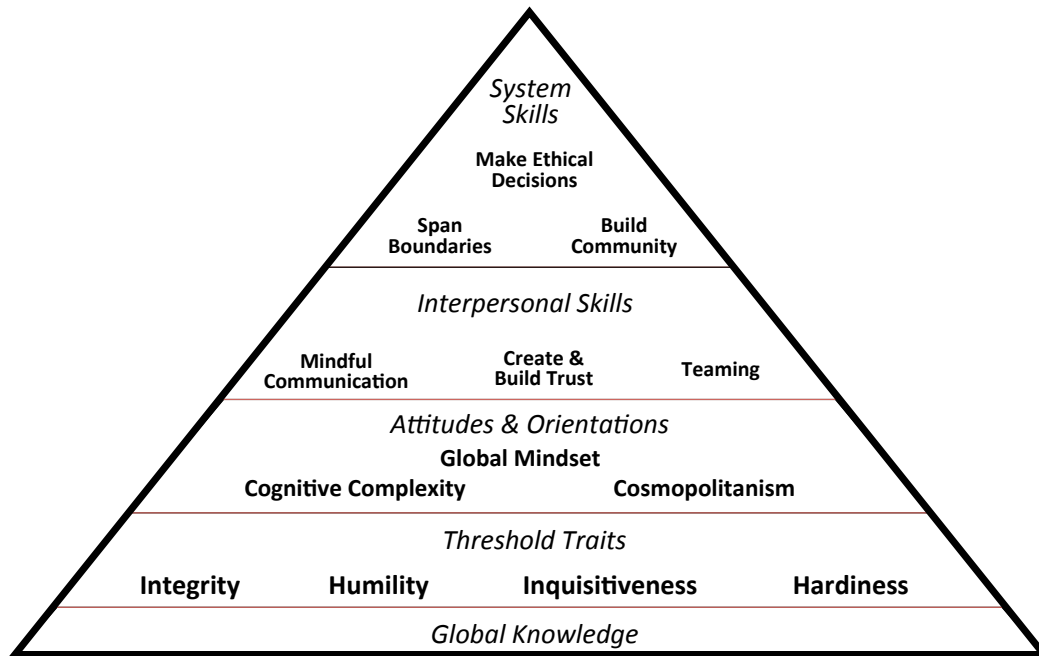 System
Skills
Make Ethical
Decisions
Span
Boundaries
Build
Community
Interpersonal Skills
Mindful
Communication
Create &
Build Trust
Teaming
Attitudes & Orientations
Global Mindset
Cognitive Complexity
Cosmopolitanism
Threshold Traits
Integrity
Humility
Inquisitiveness
Hardiness
Global Knowledge